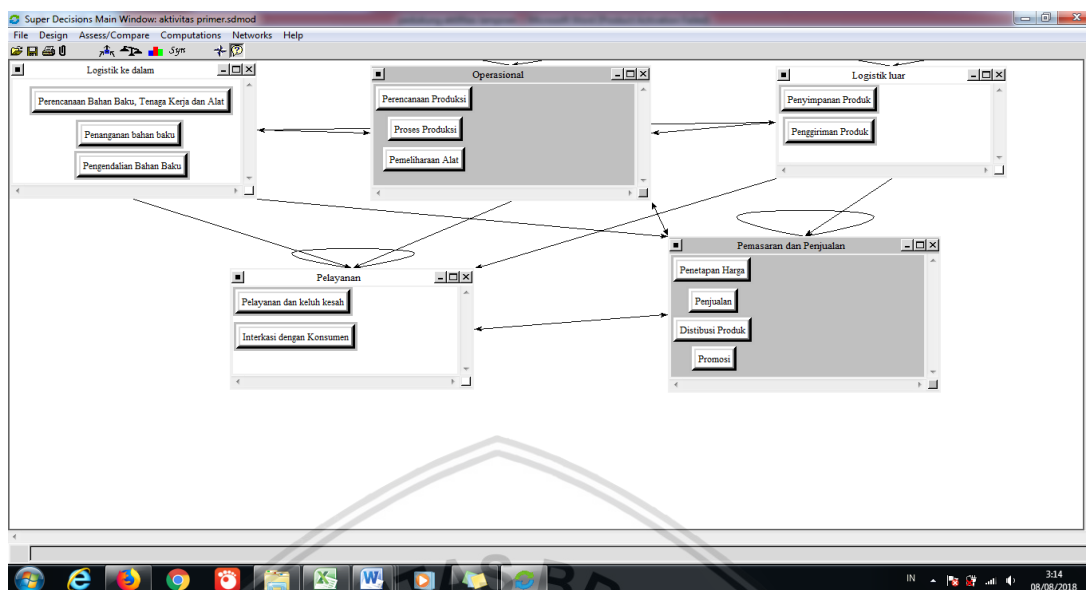 Super Decisions Main Window: aktivitas primer.sdmod
File Design Assess/Compare Computations Networks Help
Syn
Logistik ke dalam
Perencanaan Bahan Baku, Tenaga Kerja dan Alat
Penanganan bahan baku
Pengendalian Bahan Baku
Operasional
Perencanaan Produksi
Proses Produksi
Pemeliharaan Alat
Logistik luar
Penyimpanan Produk
Penggiriman Produk
Pelayanan
Pelayanan dan keluh kesah
Interkasi dengan Konsumen
Pemasaran dan Penjualan
Penetapan Harga
Penjualan
Distibusi Produk
Promosi
IN
3:14
08/08/2018